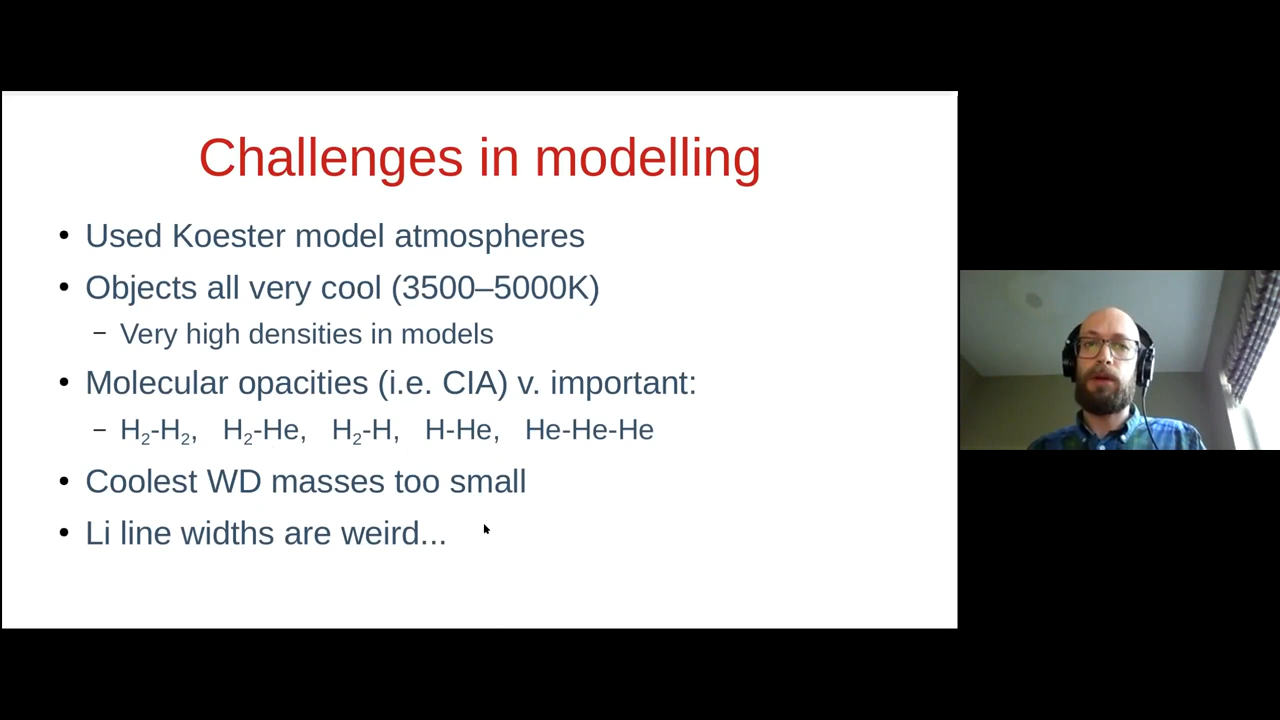 Challenges in modelling
• Used Koester model atmospheres
• Objects all very cool (3500–5000K)
– Very high densities in models
• Molecular opacities (i.e. CIA) v. important:
– H₂-H₂, H₂-He, H₂-H, H-He, He-He-He
• Coolest WD masses too small
• Li line widths are weird...